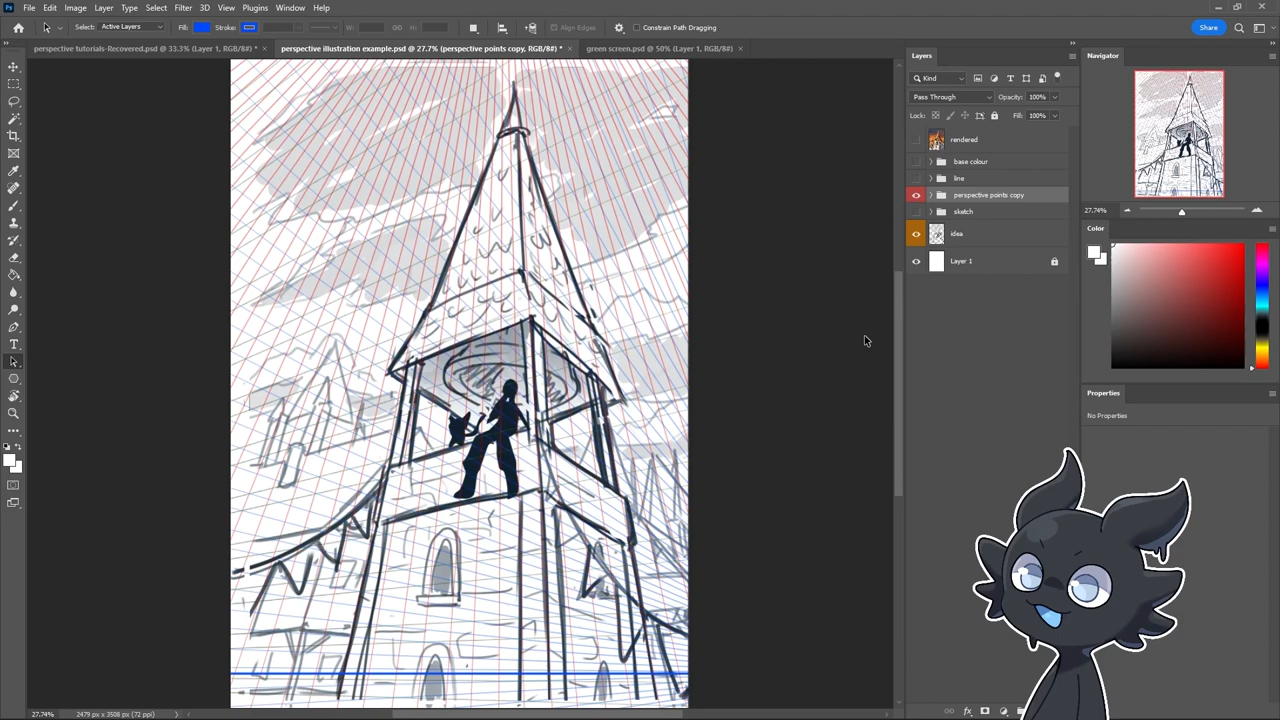 Ps File Edit Image Layer Type Select Filter 3D View Plugins Window Help
Select: Active Layers Fill: Stroke: W: H: Align Edges Constrain Path Dragging Share
perspective tutorials-Recovered.psd @ 33.3% (Layer 1, RGB/8#) * × perspective illustration example.psd @ 27.7% (perspective points copy, RGB/8#) * × green screen.psd @ 50% (Layer 1, RGB/8#) ×
Layers
Kind
Pass Through Opacity: 100%
Lock: Fill: 100%
rendered
base colour
line
perspective points copy
sketch
idea
Layer 1
Navigator
27.74%
Color
Properties
No Properties
27.74% 2479 px x 3508 px (72 ppi)